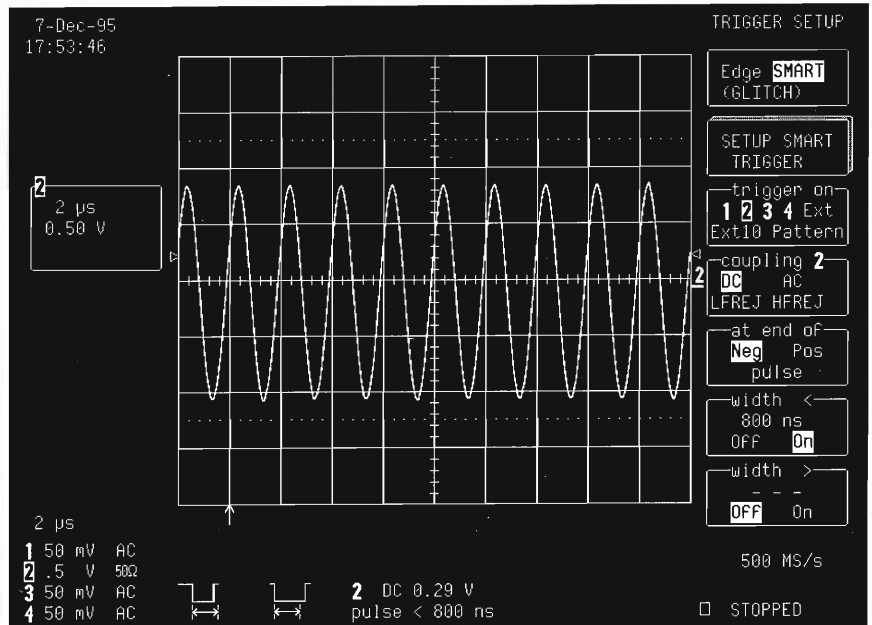 7-Dec-95
17:53:46
TRIGGER SETUP
Edge SMART
(GLITCH)
SETUP SMART
TRIGGER
2
2 µs
0.50 V
trigger on
1 2 3 4 Ext
Ext10 Pattern
coupling 2
DC AC
LFREJ HFREJ
2
at end of
Neg Pos
pulse
width <
800 ns
Off On
width >
- - -
Off On
2 µs
1 50 mV AC
2 .5 V 50Ω
3 50 mV AC
4 50 mV AC
2 DC 0.29 V
pulse < 800 ns
500 MS/s
STOPPED